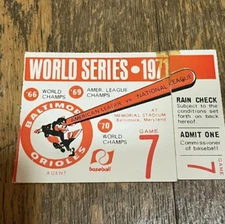 WORLD SERIES • 1971
'66 WORLD CHAMPS
'69 AMER. LEAGUE CHAMPS
AMERICAN LEAGUE VS NATIONAL LEAGUE
BALTIMORE
ORIOLES
'70 WORLD CHAMPS
AT
MEMORIAL STADIUM
Baltimore, Maryland
baseball
GAME
7
RAIN CHECK
Subject to the
conditions set
forth on back
hereof
ADMIT ONE
Commissioner
of baseball
GAME
7